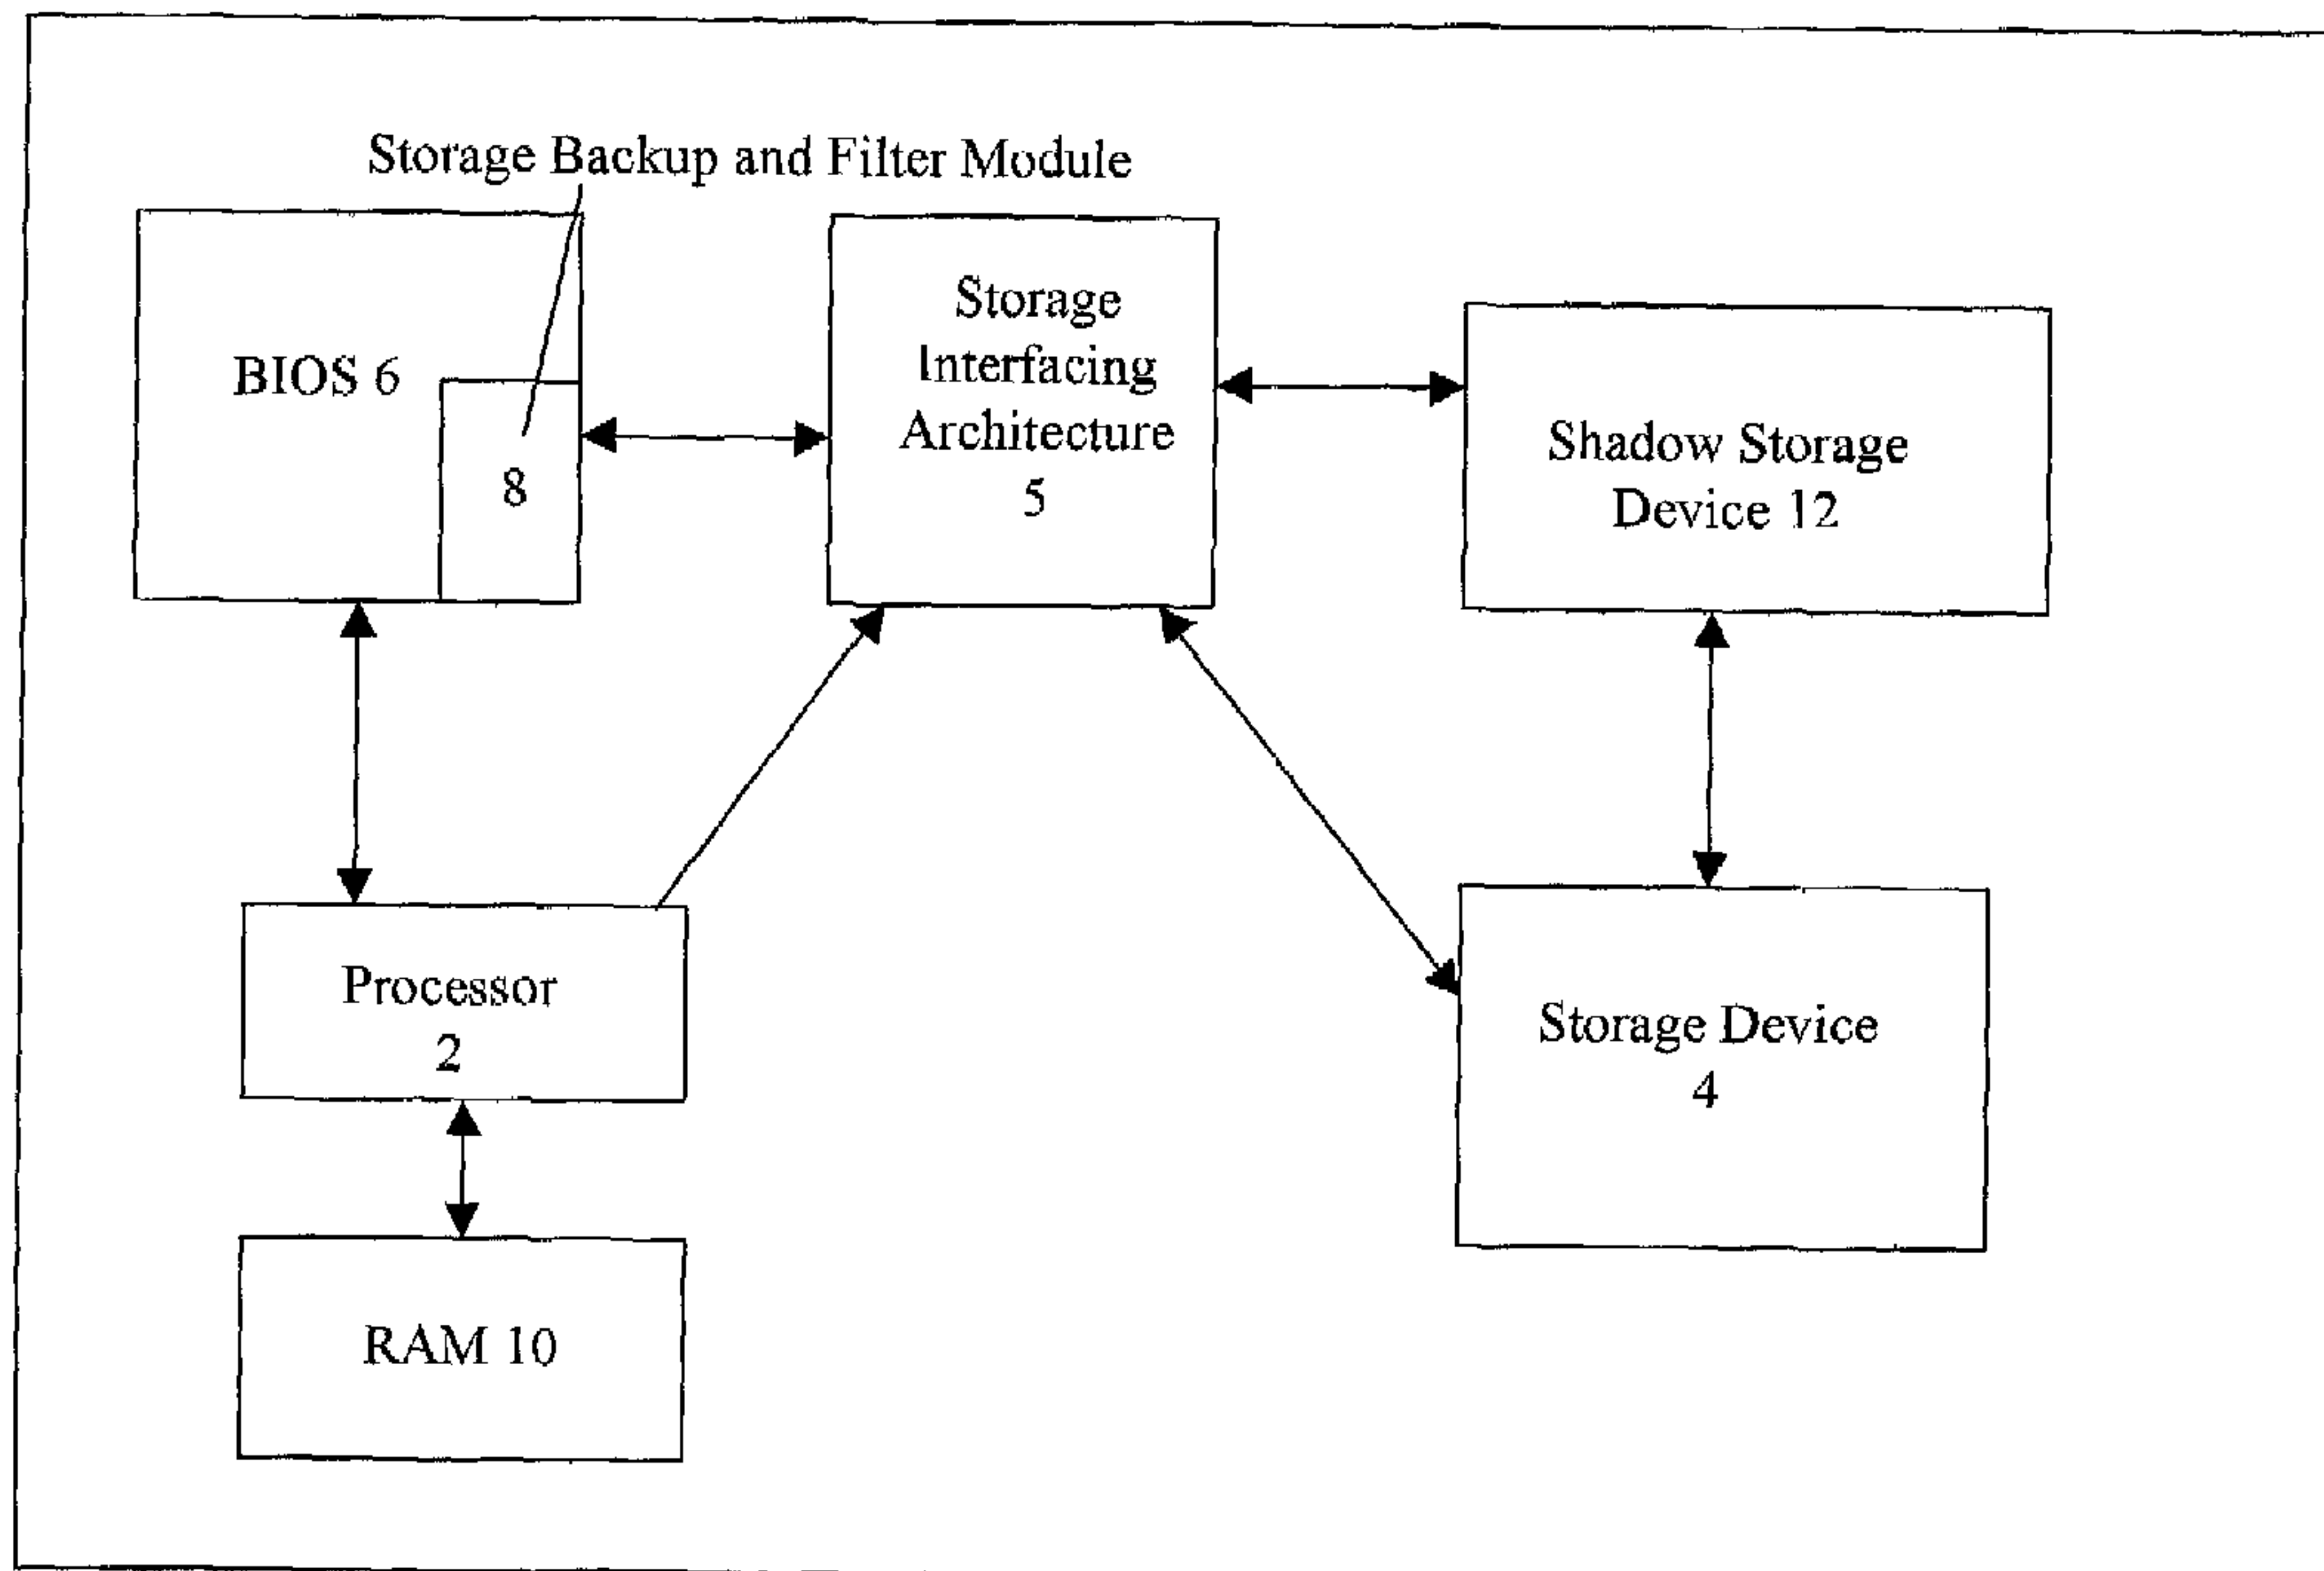 Storage Backup and Filter Module
BIOS 6
8
Storage
Interfacing
Architecture
5
Shadow Storage
Device 12
Processor
2
Storage Device
4
RAM 10